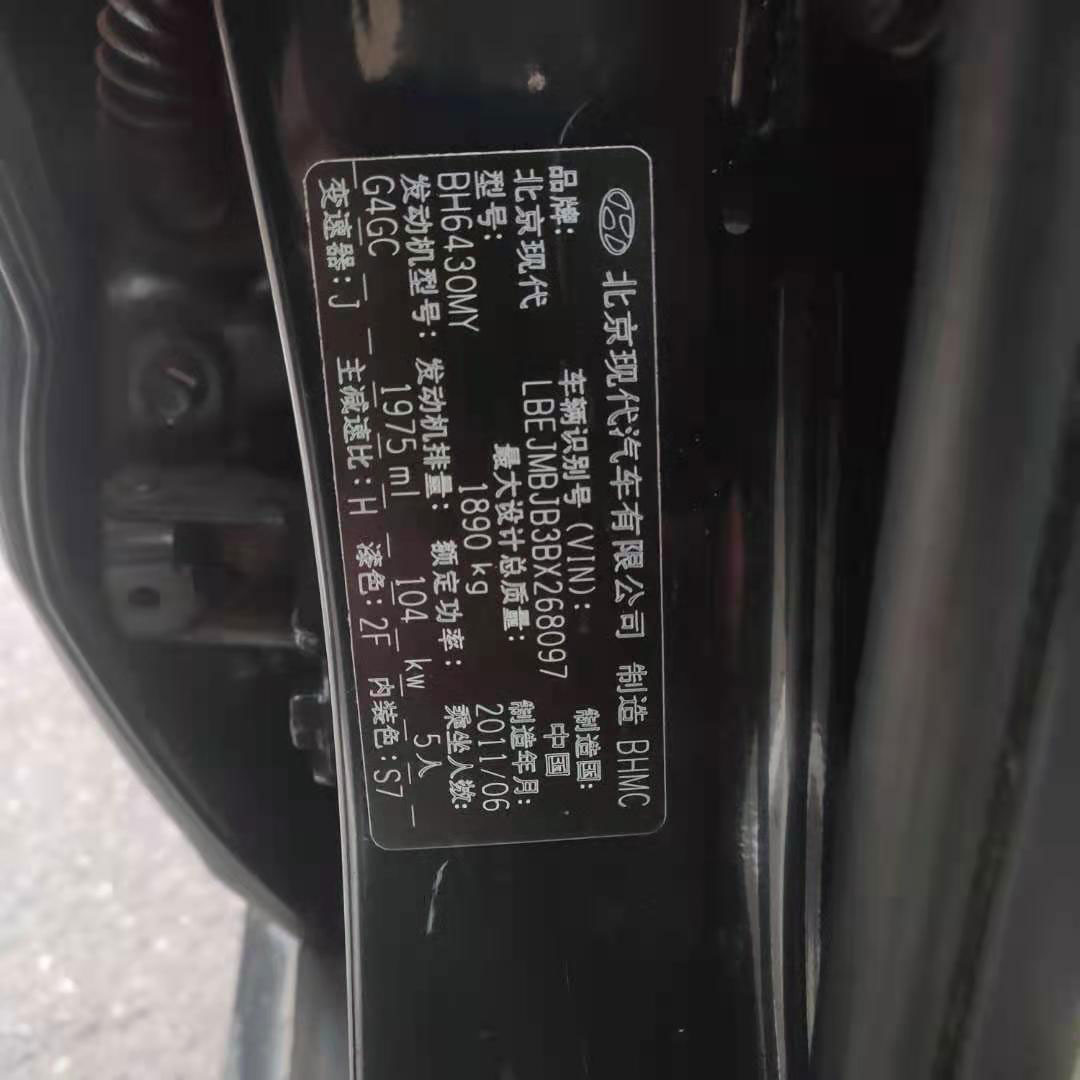 北京现代汽车有限公司 制造 BHMC
品牌: 车辆识别号(VIN): 制造国:
北京现代 LBEJMBJB3BX268097 中国
型号: 最大设计总质量: 制造年月:
BH6430MY 1890 kg 2011/06
发动机型号: 发动机排量: 额定功率: 乘坐人数:
G4GC 1975 ml 104 kw 5 人
变速器: J 主减速比: H 漆色: 2F 内装色: S7